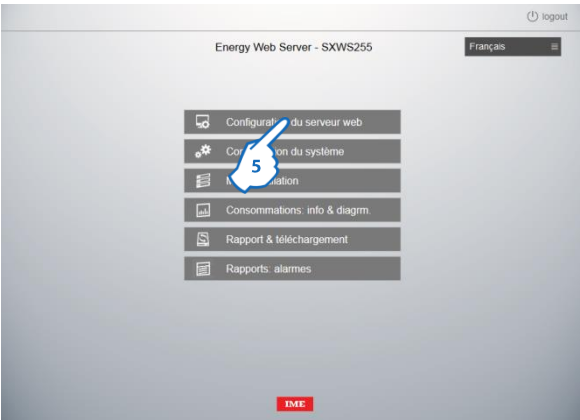 logout
Energy Web Server - SXWS255
Français
Configuration du serveur web
du système
5
Consommations: info & diagrm.
Rapport & téléchargement
Rapports: alarmes
IME